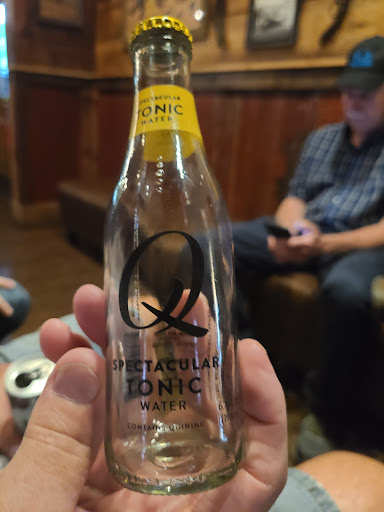 SPECTACULAR
TONIC
WATER
Q
SPECTACULAR
TONIC
WATER
CONTAINS QUININE